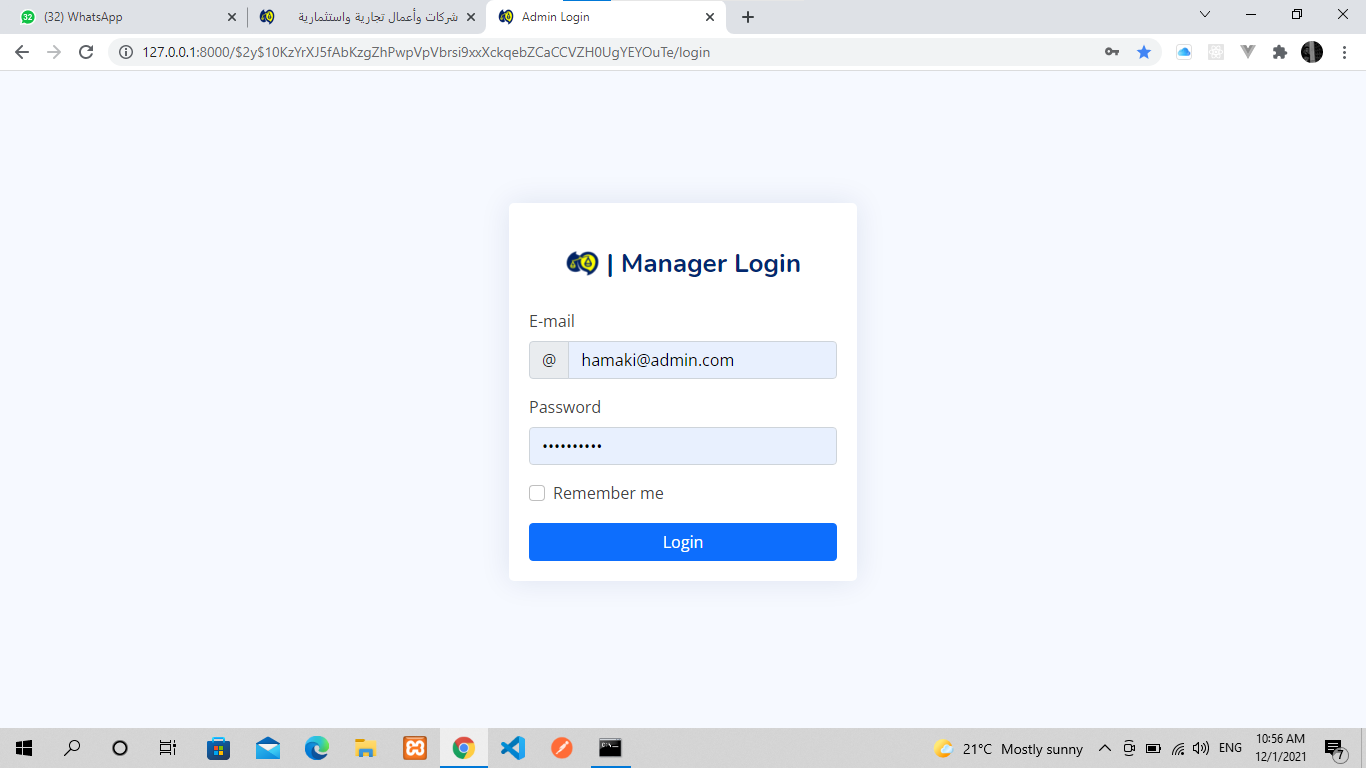 (32) WhatsApp
شركات وأعمال تجارية واستثمارية
Admin Login
127.0.0.1:8000/$2y$10KzYrXJ5fAbKzgZhPwpVpVbrsi9xxXckqebZCaCCVZH0UgYEYOuTe/login
| Manager Login
E-mail
@ hamaki@admin.com
Password
••••••••••
Remember me
Login
21°C Mostly sunny
ENG
10:56 AM
12/1/2021
7